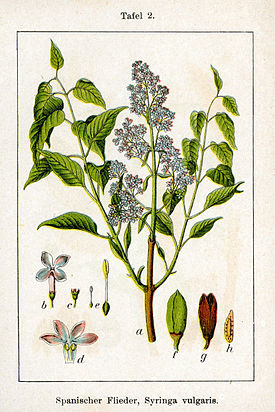 Tafel 2.
b c e
a f g h
d
Spanischer Flieder, Syringa vulgaris.